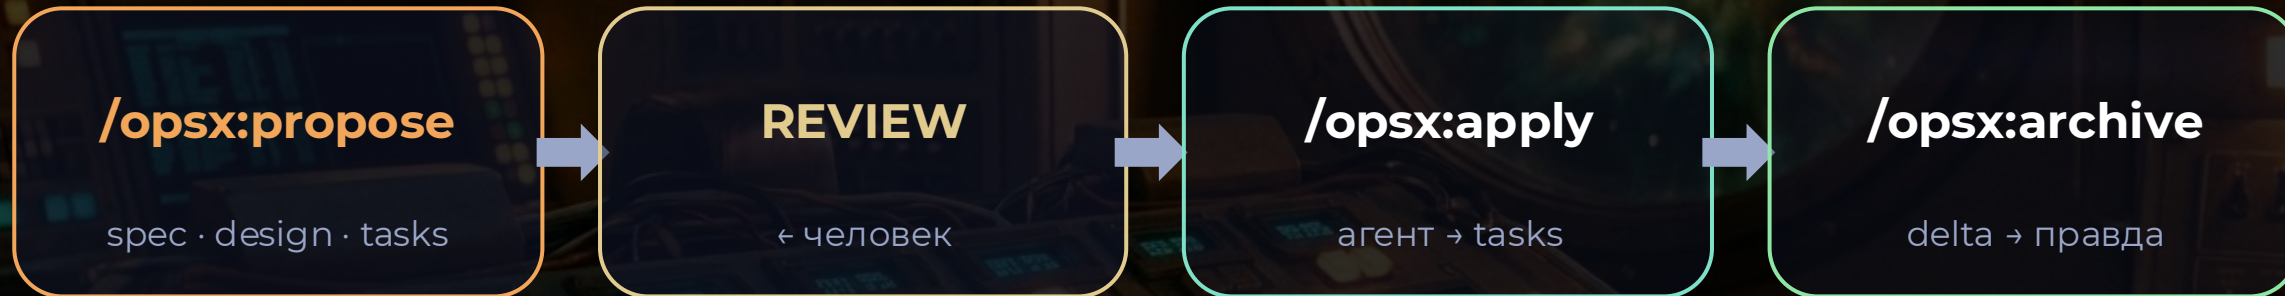 /opsx:propose
spec · design · tasks
REVIEW
← человек
/opsx:apply
агент → tasks
/opsx:archive
delta → правда